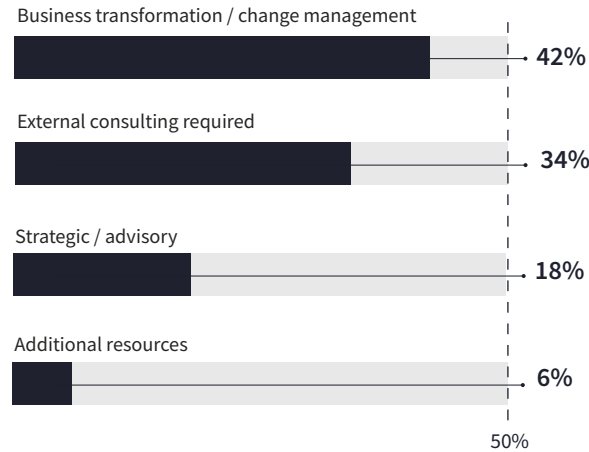 Business transformation / change management
42%
External consulting required
34%
Strategic / advisory
18%
Additional resources
6%
50%